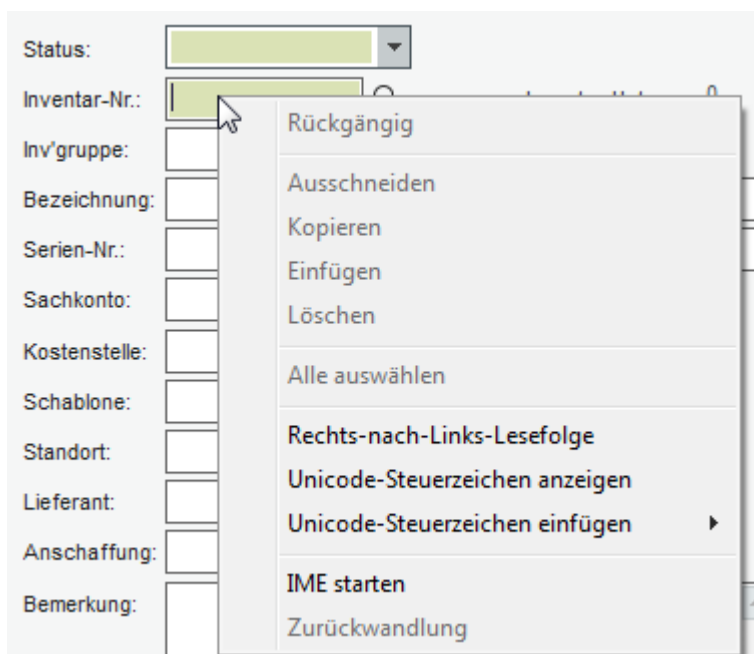 Status:
Inventar-Nr.:
Inv'gruppe:
Bezeichnung:
Serien-Nr.:
Sachkonto:
Kostenstelle:
Schablone:
Standort:
Lieferant:
Anschaffung:
Bemerkung:
Rückgängig
Ausschneiden
Kopieren
Einfügen
Löschen
Alle auswählen
Rechts-nach-Links-Lesefolge
Unicode-Steuerzeichen anzeigen
Unicode-Steuerzeichen einfügen
IME starten
Zurückwandlung